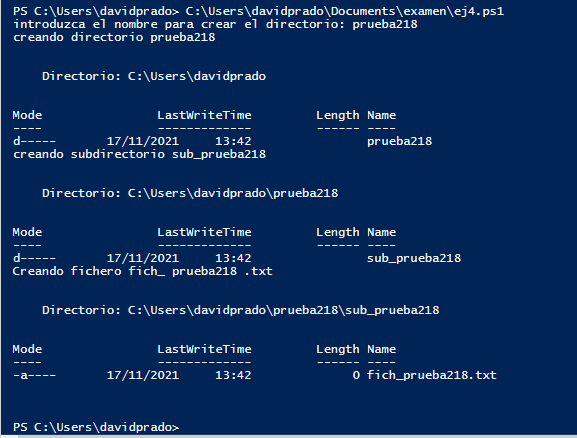 PS C:\Users\davidprado> C:\Users\davidprado\Documents\examen\ej4.ps1
introduzca el nombre para crear el directorio: prueba218
creando directorio prueba218
Directorio: C:\Users\davidprado
Mode LastWriteTime Length Name
---- ------------- ------ ----
d----- 17/11/2021 13:42 prueba218
creando subdirectorio sub_prueba218
Directorio: C:\Users\davidprado\prueba218
Mode LastWriteTime Length Name
---- ------------- ------ ----
d----- 17/11/2021 13:42 sub_prueba218
Creando fichero fich_ prueba218 .txt
Directorio: C:\Users\davidprado\prueba218\sub_prueba218
Mode LastWriteTime Length Name
---- ------------- ------ ----
-a---- 17/11/2021 13:42 0 fich_prueba218.txt
PS C:\Users\davidprado>